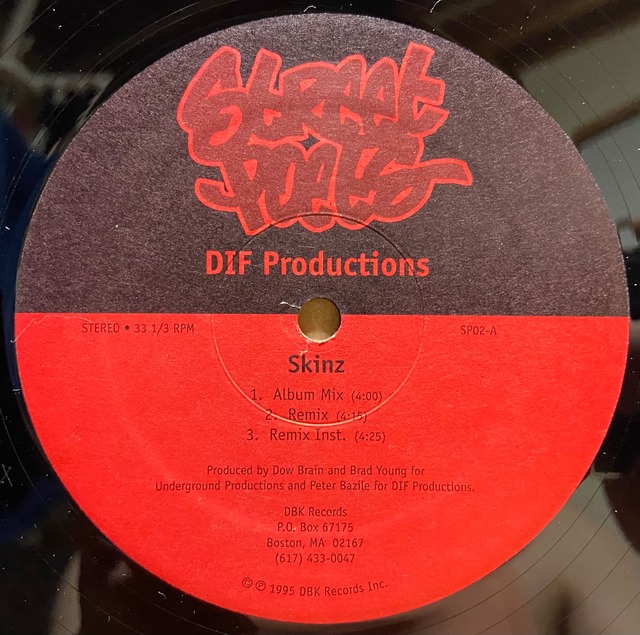 Street
Poets
DIF Productions
STEREO • 33 1/3 RPM
SP02-A
Skinz
1. Album Mix (4:00)
2. Remix (4:15)
3. Remix Inst. (4:25)
Produced by Dow Brain and Brad Young for
Underground Productions and Peter Bazile for DIF Productions.
DBK Records
P.O. Box 67175
Boston, MA 02167
(617) 433-0047
© ℗ 1995 DBK Records Inc.